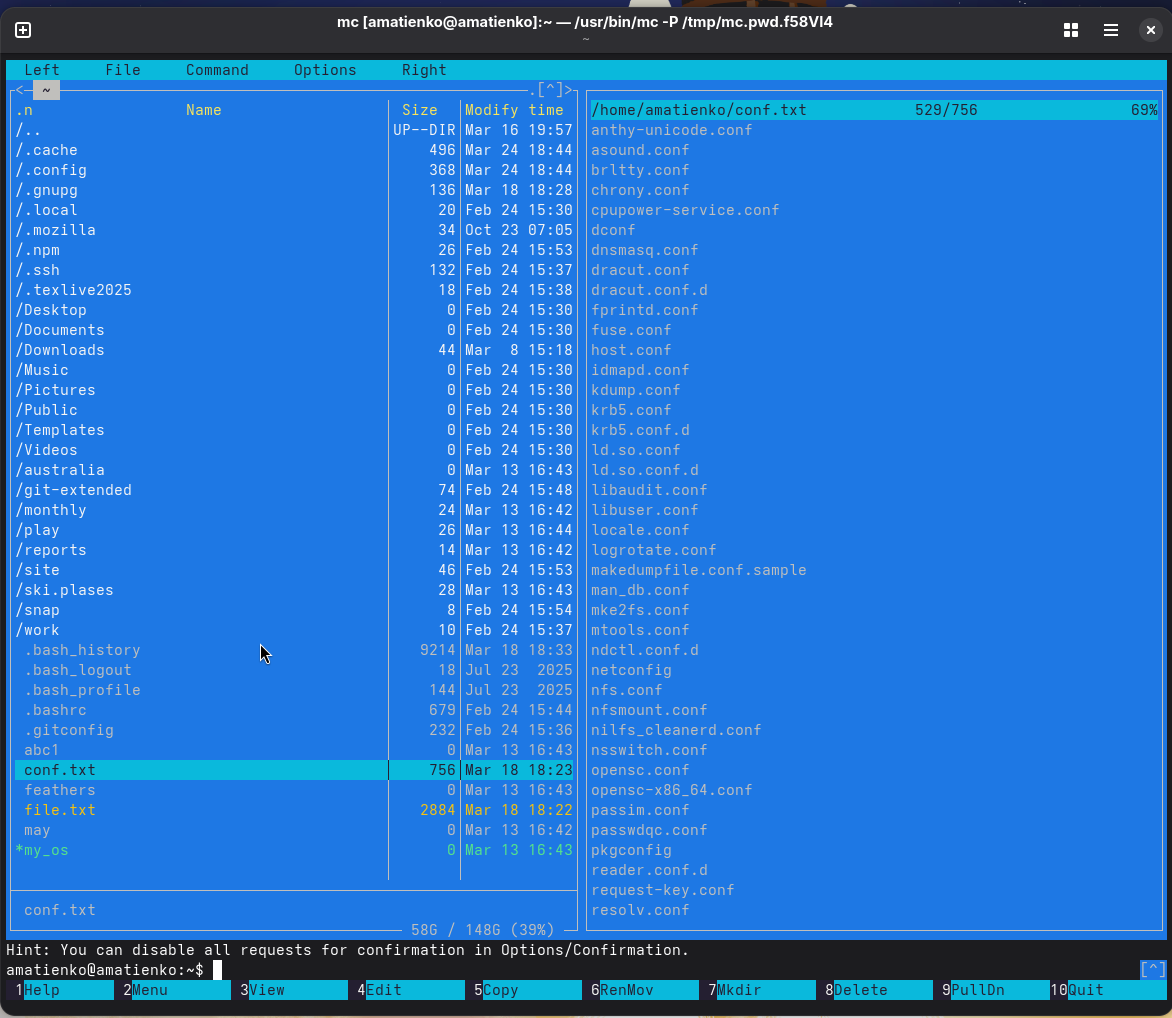 mc [amatienko@amatienko]:~ — /usr/bin/mc -P /tmp/mc.pwd.f58VI4
~
Left File Command Options Right
<─ ~ .[^]>
.n Name Size Modify time
/.. UP--DIR Mar 16 19:57
/.cache 496 Mar 24 18:44
/.config 368 Mar 24 18:44
/.gnupg 136 Mar 18 18:28
/.local 20 Feb 24 15:30
/.mozilla 34 Oct 23 07:05
/.npm 26 Feb 24 15:53
/.ssh 132 Feb 24 15:37
/.texlive2025 18 Feb 24 15:38
/Desktop 0 Feb 24 15:30
/Documents 0 Feb 24 15:30
/Downloads 44 Mar 8 15:18
/Music 0 Feb 24 15:30
/Pictures 0 Feb 24 15:30
/Public 0 Feb 24 15:30
/Templates 0 Feb 24 15:30
/Videos 0 Feb 24 15:30
/australia 0 Mar 13 16:43
/git-extended 74 Feb 24 15:48
/monthly 24 Mar 13 16:42
/play 26 Mar 13 16:44
/reports 14 Mar 13 16:42
/site 46 Feb 24 15:53
/ski.plases 28 Mar 13 16:43
/snap 8 Feb 24 15:54
/work 10 Feb 24 15:37
.bash_history 9214 Mar 18 18:33
.bash_logout 18 Jul 23 2025
.bash_profile 144 Jul 23 2025
.bashrc 679 Feb 24 15:44
.gitconfig 232 Feb 24 15:36
abc1 0 Mar 13 16:43
conf.txt 756 Mar 18 18:23
feathers 0 Mar 13 16:43
file.txt 2884 Mar 18 18:22
may 0 Mar 13 16:42
*my_os 0 Mar 13 16:43
conf.txt
58G / 148G (39%)
/home/amatienko/conf.txt 529/756 69%
anthy-unicode.conf
asound.conf
brltty.conf
chrony.conf
cpupower-service.conf
dconf
dnsmasq.conf
dracut.conf
dracut.conf.d
fprintd.conf
fuse.conf
host.conf
idmapd.conf
kdump.conf
krb5.conf
krb5.conf.d
ld.so.conf
ld.so.conf.d
libaudit.conf
libuser.conf
locale.conf
logrotate.conf
makedumpfile.conf.sample
man_db.conf
mke2fs.conf
mtools.conf
ndctl.conf.d
netconfig
nfs.conf
nfsmount.conf
nilfs_cleanerd.conf
nsswitch.conf
opensc.conf
opensc-x86_64.conf
passim.conf
passwdqc.conf
pkgconfig
reader.conf.d
request-key.conf
resolv.conf
Hint: You can disable all requests for confirmation in Options/Confirmation.
amatienko@amatienko:~$ [^]
1Help 2Menu 3View 4Edit 5Copy 6RenMov 7Mkdir 8Delete 9PullDn 10Quit